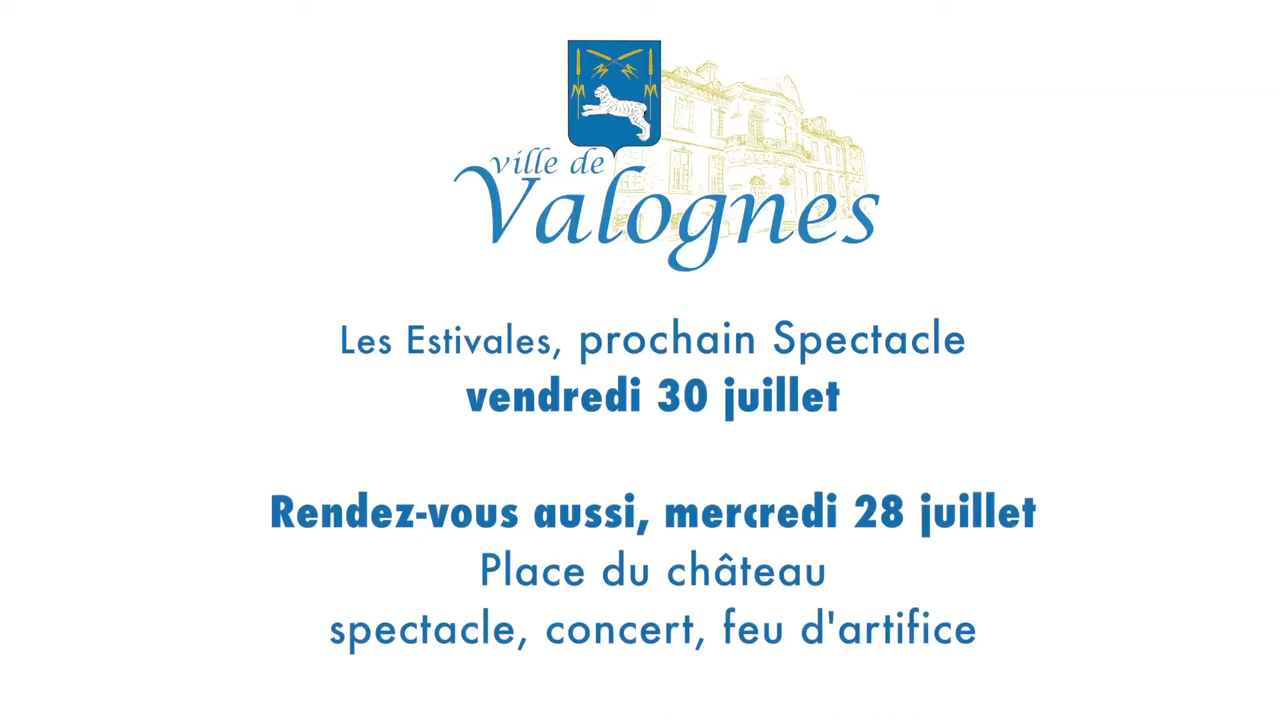 ville de
Valognes
Les Estivales, prochain Spectacle
vendredi 30 juillet
Rendez-vous aussi, mercredi 28 juillet
Place du château
spectacle, concert, feu d'artifice